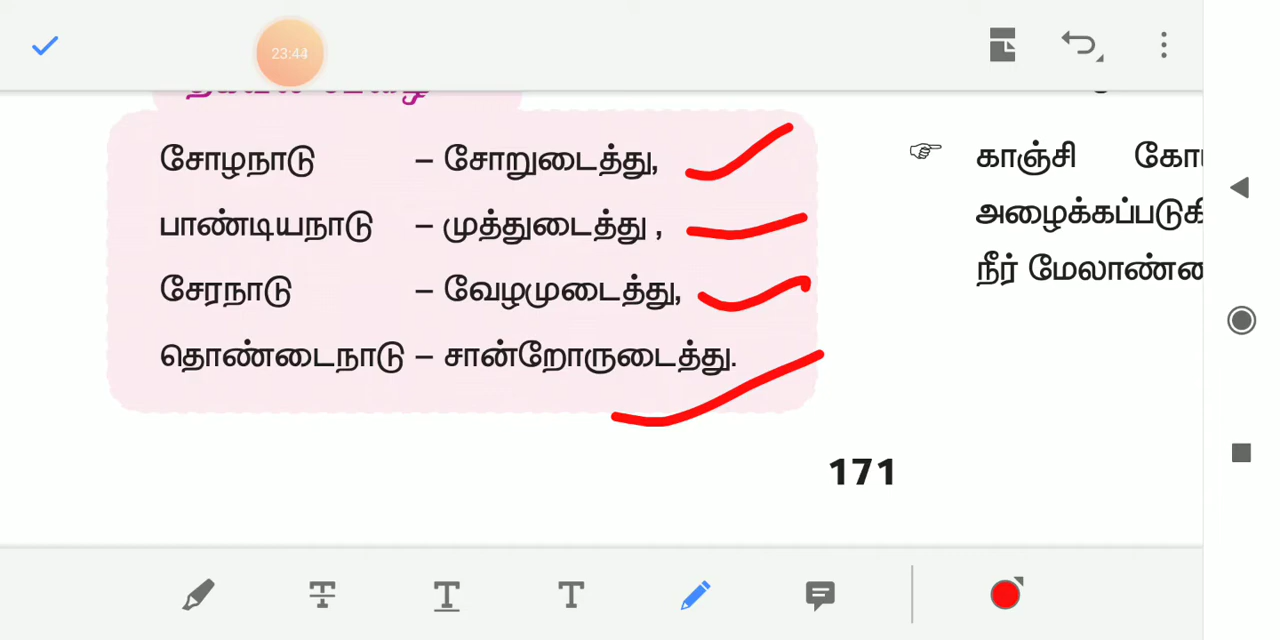 23:44
சோழநாடு – சோறுடைத்து,
பாண்டியநாடு – முத்துடைத்து ,
சேரநாடு – வேழமுடைத்து,
தொண்டைநாடு – சான்றோருடைத்து.
171
காஞ்சி
நீர்